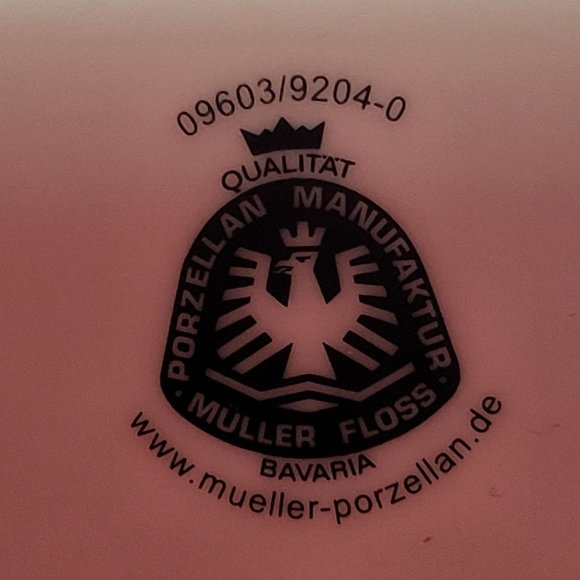 09603/9204-0
QUALITÄT
PORZELLAN MANUFAKTUR
· MÜLLER FLOSS ·
BAVARIA
www.mueller-porzellan.de